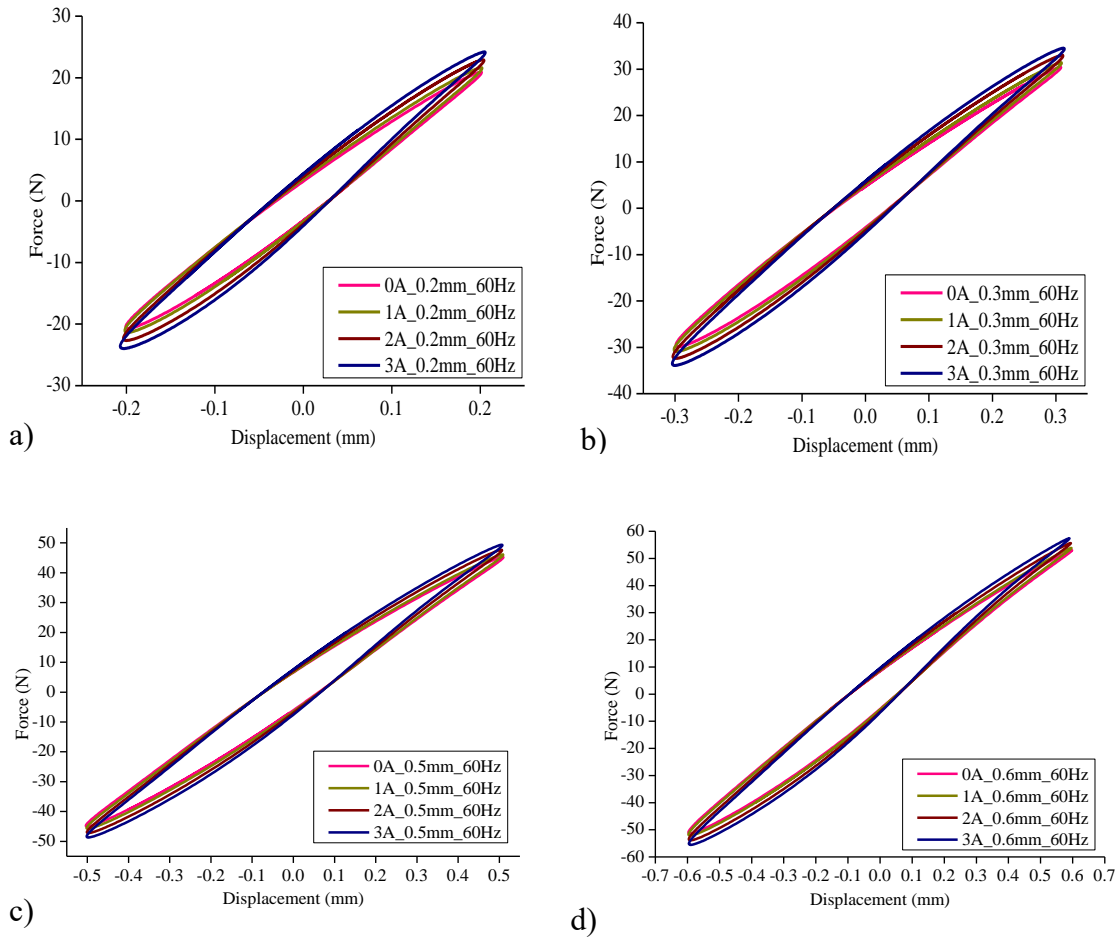 30
20
10
0
-10
-20
-30
Force (N)
-0.2 -0.1 0.0 0.1 0.2
Displacement (mm)
0A_0.2mm_60Hz
1A_0.2mm_60Hz
2A_0.2mm_60Hz
3A_0.2mm_60Hz
a)
40
30
20
10
0
-10
-20
-30
-40
Force (N)
-0.3 -0.2 -0.1 0.0 0.1 0.2 0.3
Displacement (mm)
0A_0.3mm_60Hz
1A_0.3mm_60Hz
2A_0.3mm_60Hz
3A_0.3mm_60Hz
b)
50
40
30
20
10
0
-10
-20
-30
-40
-50
Force (N)
-0.5 -0.4 -0.3 -0.2 -0.1 0.0 0.1 0.2 0.3 0.4 0.5
Displacement (mm)
0A_0.5mm_60Hz
1A_0.5mm_60Hz
2A_0.5mm_60Hz
3A_0.5mm_60Hz
c)
60
50
40
30
20
10
0
-10
-20
-30
-40
-50
-60
Force (N)
-0.7 -0.6 -0.5 -0.4 -0.3 -0.2 -0.1 0.0 0.1 0.2 0.3 0.4 0.5 0.6 0.7
Displacement (mm)
0A_0.6mm_60Hz
1A_0.6mm_60Hz
2A_0.6mm_60Hz
3A_0.6mm_60Hz
d)